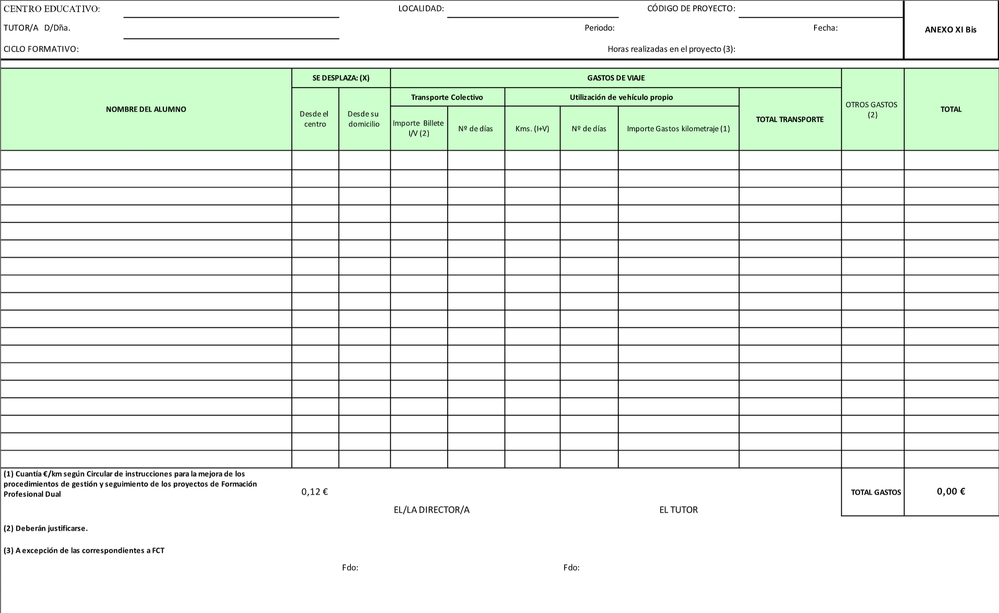 CENTRO EDUCATIVO: LOCALIDAD: CÓDIGO DE PROYECTO:
TUTOR/A D/Dña. Periodo: Fecha:
ANEXO XI Bis
CICLO FORMATIVO: Horas realizadas en el proyecto (3):
NOMBRE DEL ALUMNO
SE DESPLAZA: (X)
Desde el
centro
Desde su
domicilio
GASTOS DE VIAJE
Transporte Colectivo
Importe Billete
I/V (2)
Nº de días
Utilización de vehículo propio
Kms. (I+V)
Nº de días
Importe Gastos kilometraje (1)
TOTAL TRANSPORTE
OTROS GASTOS
(2)
TOTAL
(1) Cuantía €/km según Circular de instrucciones para la mejora de los
procedimientos de gestión y seguimiento de los proyectos de Formación
Profesional Dual
0,12 €
TOTAL GASTOS
0,00 €
EL/LA DIRECTOR/A EL TUTOR
(2) Deberán justificarse.
(3) A excepción de las correspondientes a FCT
Fdo: Fdo: